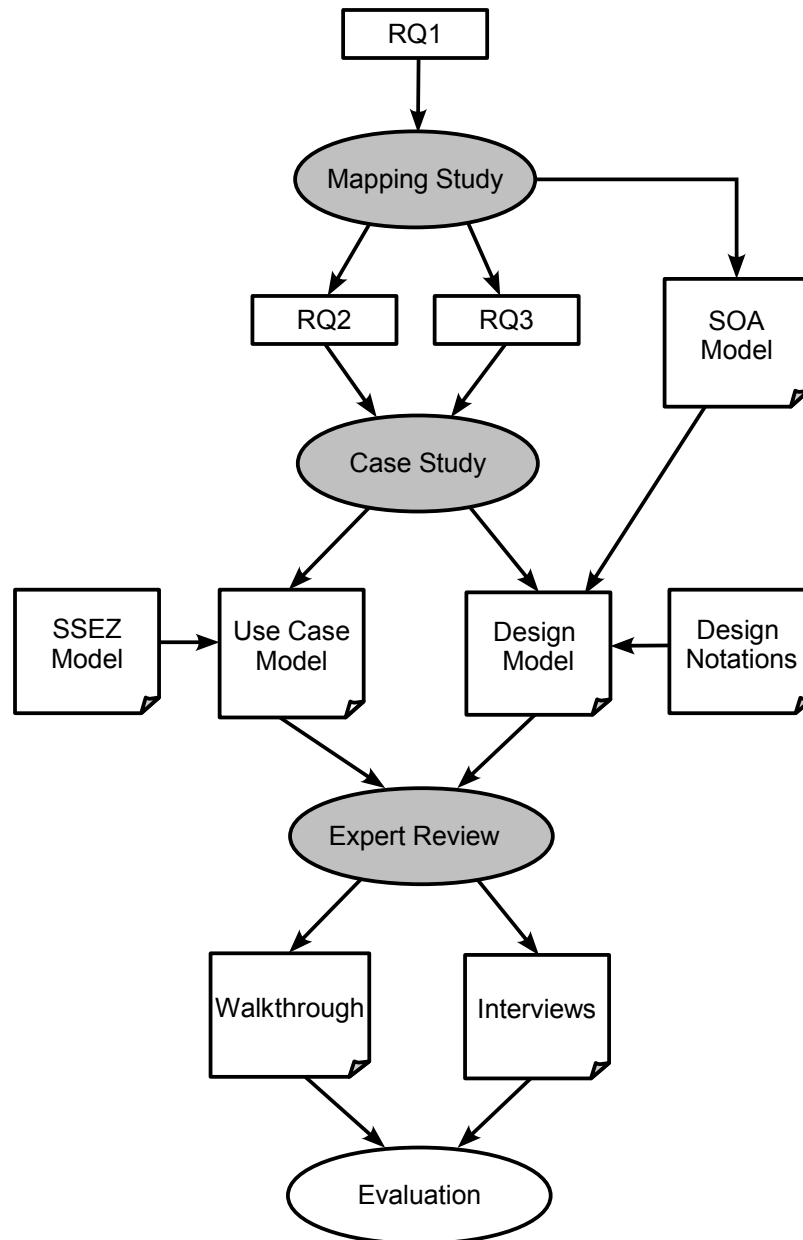 RQ1
Mapping Study
RQ2
RQ3
SOA
Model
Case Study
SSEZ
Model
Use Case
Model
Design
Model
Design
Notations
Expert Review
Walkthrough
Interviews
Evaluation